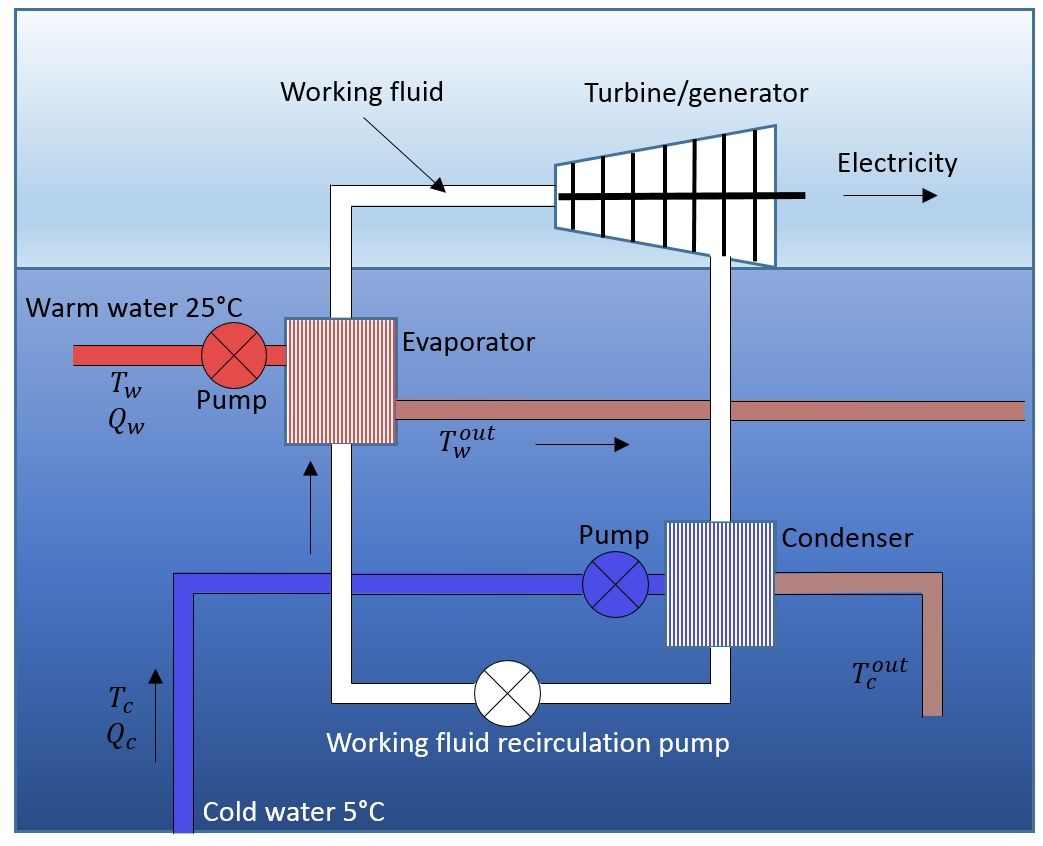 Working fluid
Turbine/generator
Electricity
Warm water 25°C
Evaporator
T_w
Pump
Q_w
T_w^out
Pump
Condenser
T_c^out
T_c
Q_c
Working fluid recirculation pump
Cold water 5°C